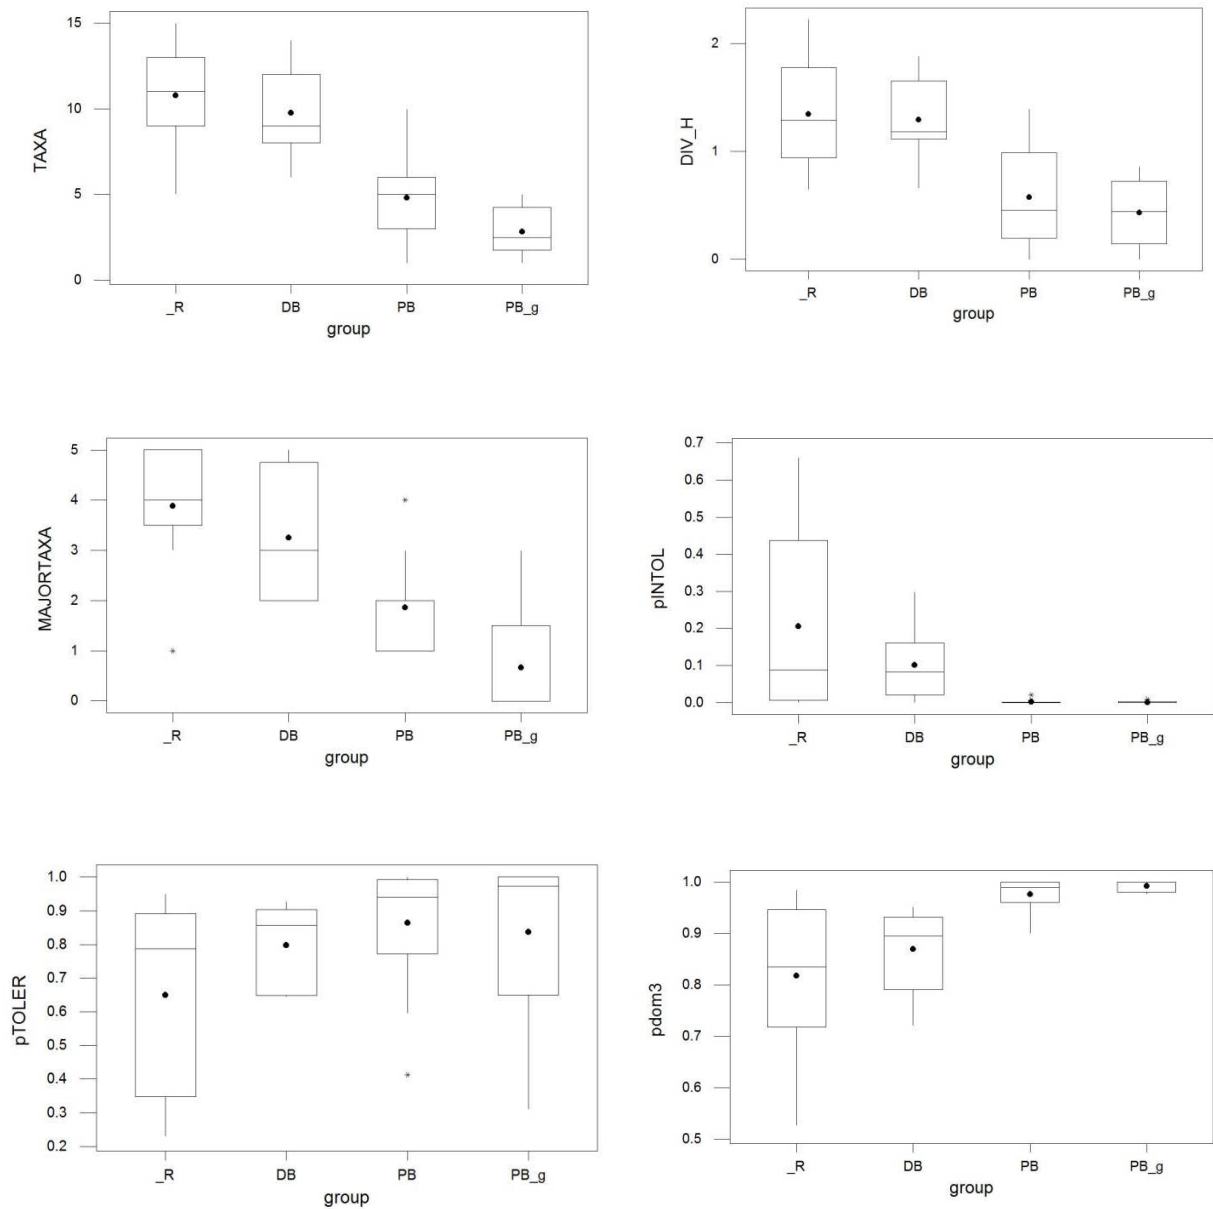 TAXA
15
10
5
0
_R DB PB PB_g
group
DIV_H
2
1
0
_R DB PB PB_g
group
MAJORTAXA
5
4
3
2
1
0
_R DB PB PB_g
group
pINTOL
0.7
0.6
0.5
0.4
0.3
0.2
0.1
0.0
_R DB PB PB_g
group
pTOLER
1.0
0.9
0.8
0.7
0.6
0.5
0.4
0.3
0.2
_R DB PB PB_g
group
pdom3
1.0
0.9
0.8
0.7
0.6
0.5
_R DB PB PB_g
group